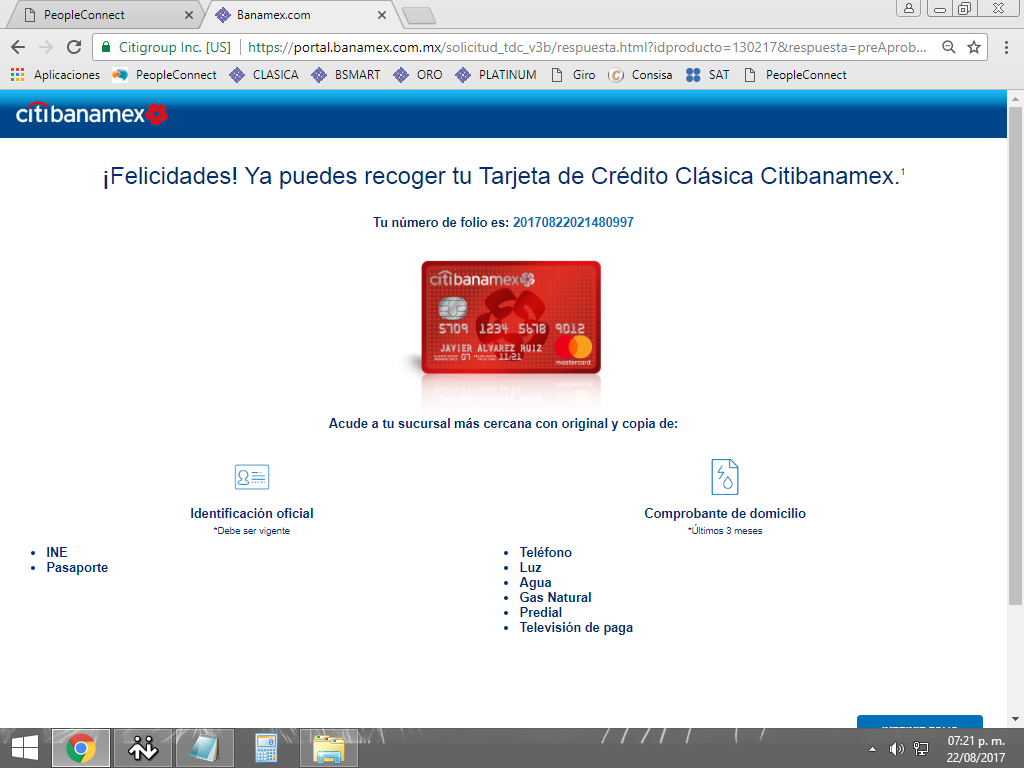 PeopleConnect
Banamex.com
Citigroup Inc. [US]
https://portal.banamex.com.mx/solicitud_tdc_v3b/respuesta.html?idproducto=130217&respuesta=preAprob...
Aplicaciones PeopleConnect CLASICA BSMART ORO PLATINUM Giro Consisa SAT PeopleConnect
citibanamex
¡Felicidades! Ya puedes recoger tu Tarjeta de Crédito Clásica Citibanamex.1
Tu número de folio es: 20170822021480997
citibanamex
5709 1234 5678 9012
07 11/21
JAVIER ALVAREZ RUIZ
mastercard
Acude a tu sucursal más cercana con original y copia de:
Identificación oficial
*Debe ser vigente
• INE
• Pasaporte
Comprobante de domicilio
*Últimos 3 meses
• Teléfono
• Luz
• Agua
• Gas Natural
• Predial
• Televisión de paga
07:21 p. m.
22/08/2017